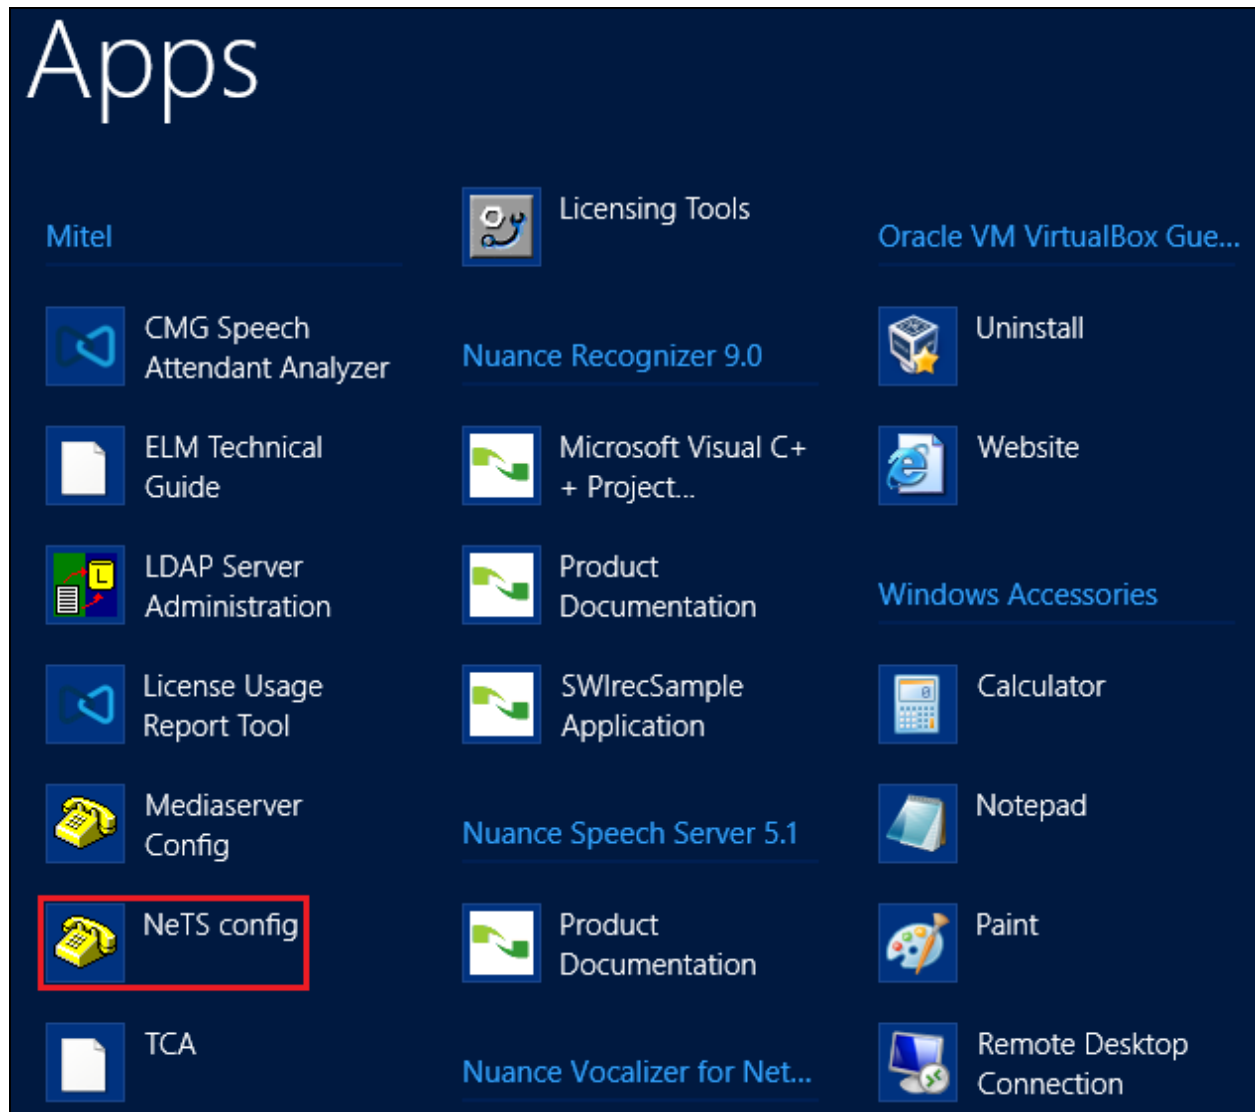 Apps
Mitel
CMG Speech
Attendant Analyzer
ELM Technical
Guide
LDAP Server
Administration
License Usage
Report Tool
Mediaserver
Config
NeTS config
TCA
Licensing Tools
Nuance Recognizer 9.0
Microsoft Visual C+
+ Project...
Product
Documentation
SWIrecSample
Application
Nuance Speech Server 5.1
Product
Documentation
Nuance Vocalizer for Net...
Oracle VM VirtualBox Gue...
Uninstall
Website
Windows Accessories
Calculator
Notepad
Paint
Remote Desktop
Connection